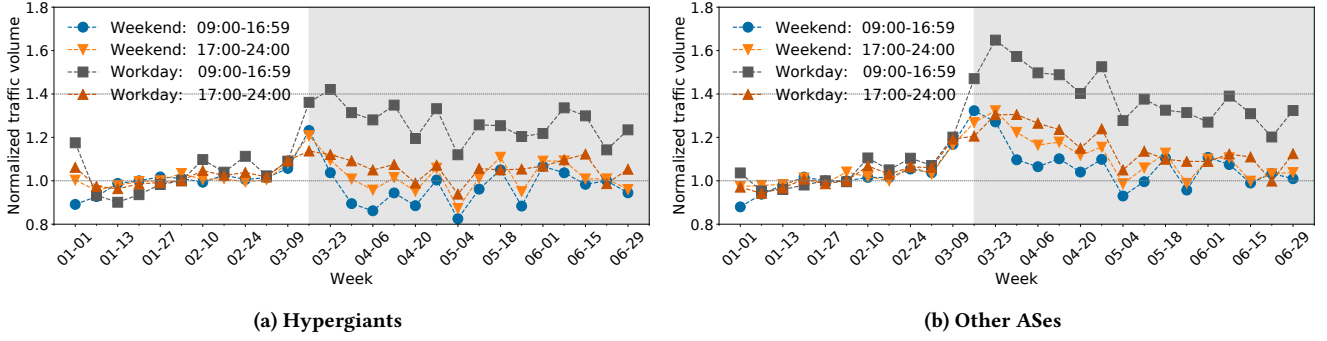 1.8
1.6
1.4
1.2
1.0
0.8
Normalized traffic volume
Weekend: 09:00-16:59
Weekend: 17:00-24:00
Workday: 09:00-16:59
Workday: 17:00-24:00
01-01
01-13
01-27
02-10
02-24
03-09
03-23
04-06
04-20
05-04
05-18
06-01
06-15
06-29
Week
(a) Hypergiants
1.8
1.6
1.4
1.2
1.0
0.8
Normalized traffic volume
Weekend: 09:00-16:59
Weekend: 17:00-24:00
Workday: 09:00-16:59
Workday: 17:00-24:00
01-01
01-13
01-27
02-10
02-24
03-09
03-23
04-06
04-20
05-04
05-18
06-01
06-15
06-29
Week
(b) Other ASes